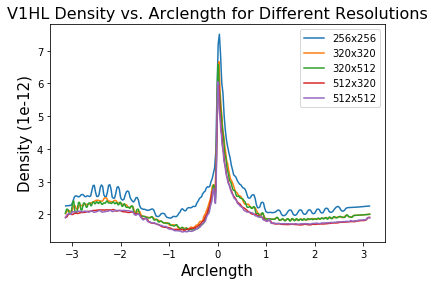 V1HL Density vs. Arclength for Different Resolutions
Density (1e-12)
7
6
5
4
3
2
256x256
320x320
320x512
512x320
512x512
−3
−2
−1
0
1
2
3
Arclength